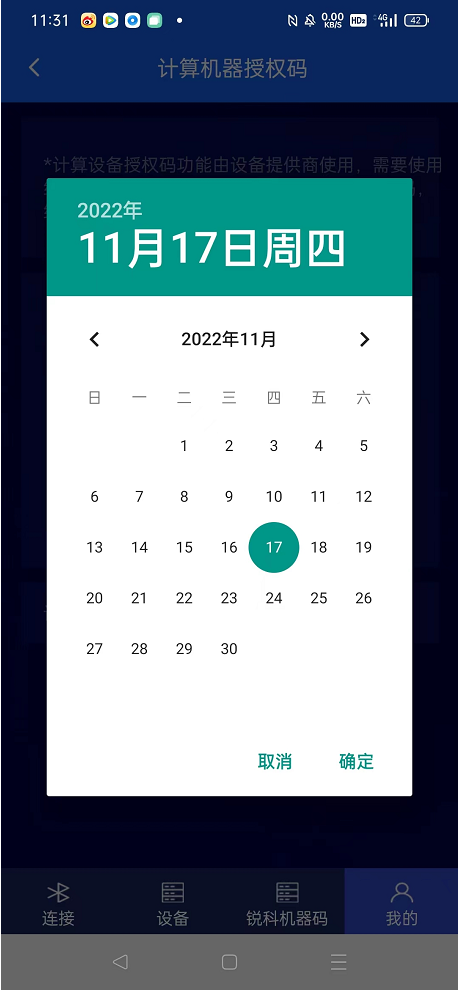 11:31
0.00 KB/S HD2 4G 42
计算机器授权码
*计算设备授权码功能由设备提供商使用，需要使用
2022年
11月17日周四
2022年11月
日 一 二 三 四 五 六
1 2 3 4 5
6 7 8 9 10 11 12
13 14 15 16 17 18 19
20 21 22 23 24 25 26
27 28 29 30
取消 确定
连接 设备 锐科机器码 我的